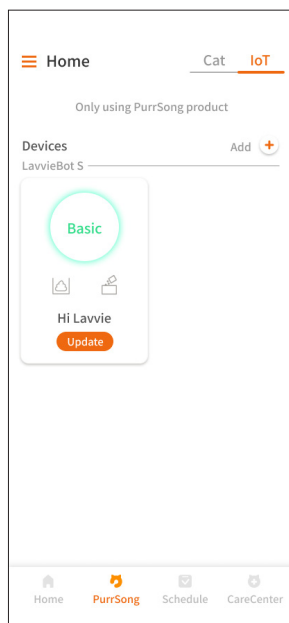 Home
Cat IoT
Only using PurrSong product
Devices
Add +
LavvieBot S
Basic
Hi Lavvie
Update
Home PurrSong Schedule CareCenter